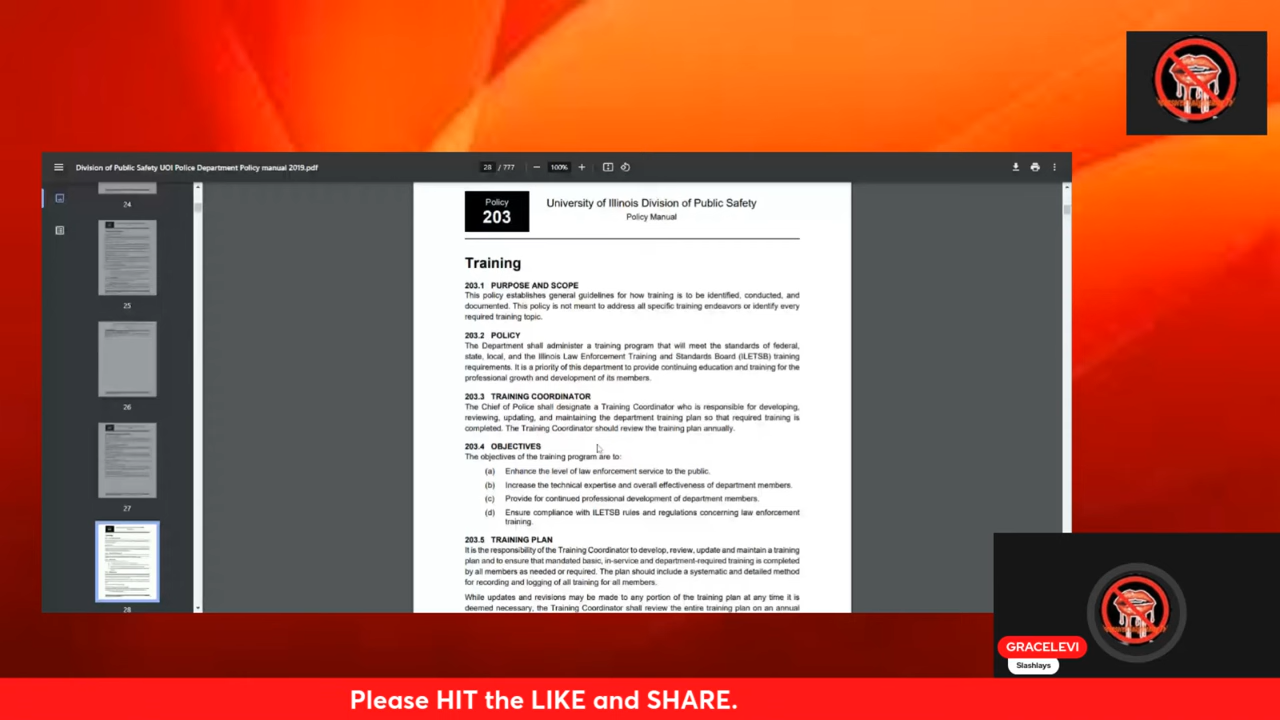 Division of Public Safety UOI Police Department Policy manual 2019.pdf
28 / 777
100%
24
25
26
27
28
Policy
203
University of Illinois Division of Public Safety
Policy Manual
Training
203.1 PURPOSE AND SCOPE
This policy establishes general guidelines for how training is to be identified, conducted, and
documented. This policy is not meant to address all specific training endeavors or identify every
required training topic.
203.2 POLICY
The Department shall administer a training program that will meet the standards of federal,
state, local, and the Illinois Law Enforcement Training and Standards Board (ILETSB) training
requirements. It is a priority of this department to provide continuing education and training for the
professional growth and development of its members.
203.3 TRAINING COORDINATOR
The Chief of Police shall designate a Training Coordinator who is responsible for developing,
reviewing, updating, and maintaining the department training plan so that required training is
completed. The Training Coordinator should review the training plan annually.
203.4 OBJECTIVES
The objectives of the training program are to:
(a) Enhance the level of law enforcement service to the public.
(b) Increase the technical expertise and overall effectiveness of department members.
(c) Provide for continued professional development of department members.
(d) Ensure compliance with ILETSB rules and regulations concerning law enforcement
training.
203.5 TRAINING PLAN
It is the responsibility of the Training Coordinator to develop, review, update and maintain a training
plan and to ensure that mandated basic, in-service and department-required training is completed
by all members as needed or required. The plan should include a systematic and detailed method
for recording and logging of all training for all members.
While updates and revisions may be made to any portion of the training plan at any time it is
deemed necessary, the Training Coordinator shall review the entire training plan on an annual
GRACELEVI
Slashlays
Please HIT the LIKE and SHARE.